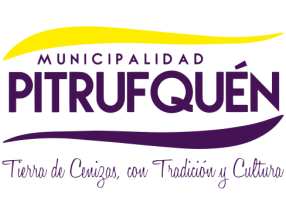 MUNICIPALIDAD
PITRUFQUÉN
Tierra de Cenizas, con Tradición y Cultura